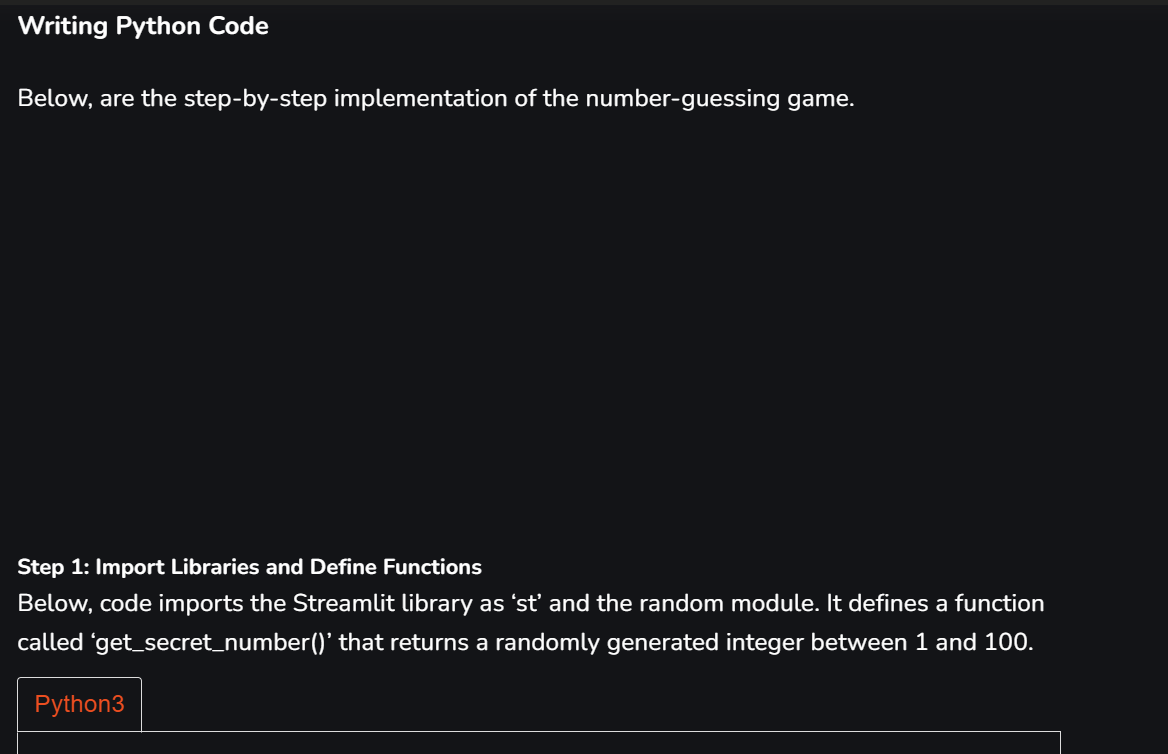 Writing Python Code
Below, are the step-by-step implementation of the number-guessing game.
Step 1: Import Libraries and Define Functions
Below, code imports the Streamlit library as ‘st’ and the random module. It defines a function
called ‘get_secret_number()’ that returns a randomly generated integer between 1 and 100.
Python3